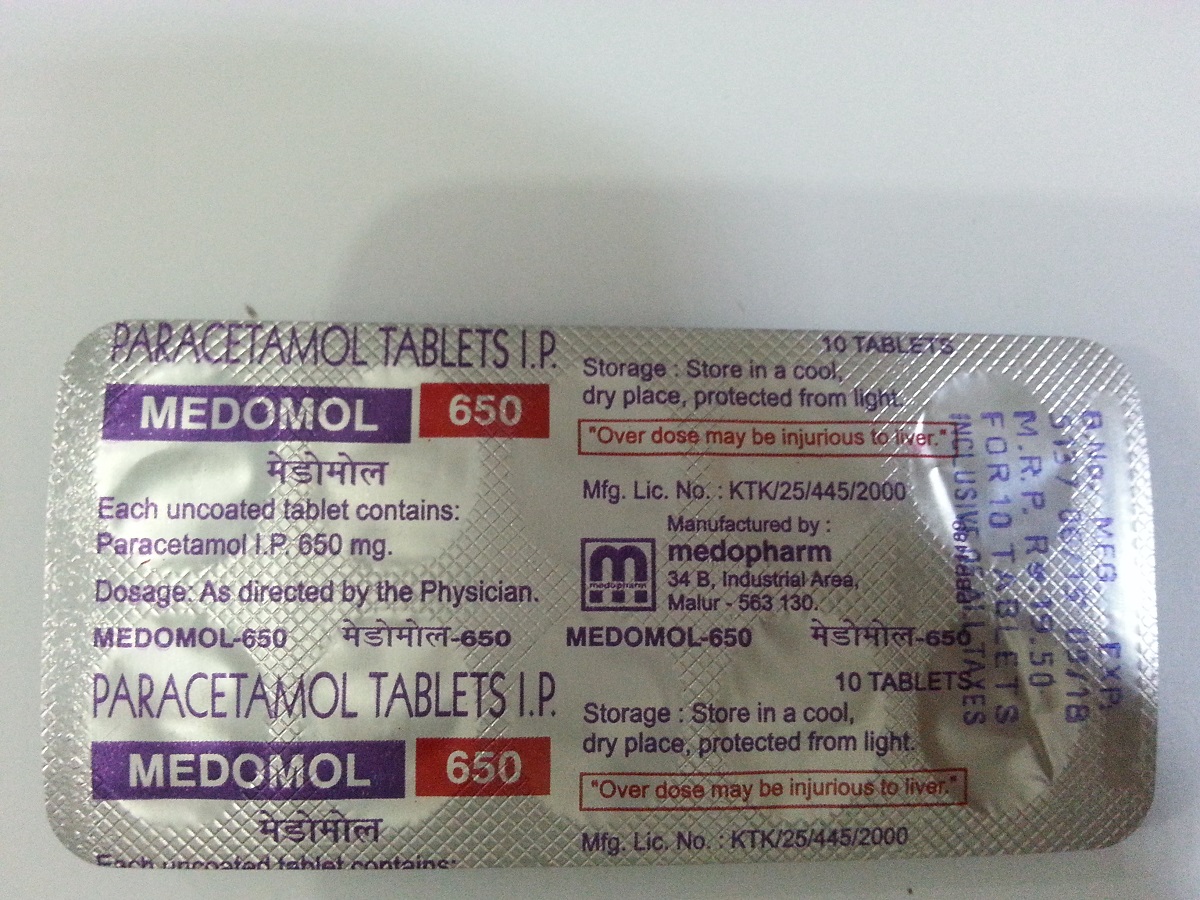 PARACETAMOL TABLETS I.P.
MEDOMOL 650
मेडोमोल
Each uncoated tablet contains:
Paracetamol I.P. 650 mg.
Dosage: As directed by the Physician.
MEDOMOL-650 मेडोमोल-650 MEDOMOL-650 मेडोमोल-650
10 TABLETS
Storage : Store in a cool,
dry place, protected from light.
"Over dose may be injurious to liver."
Mfg. Lic. No. : KTK/25/445/2000
Manufactured by :
medopharm
medopharm
34 B, Industrial Area,
Malur - 563 130.
PARACETAMOL TABLETS I.P.
MEDOMOL 650
मेडोमोल
Each uncoated tablet contains:
10 TABLETS
Storage : Store in a cool,
dry place, protected from light.
"Over dose may be injurious to liver."
Mfg. Lic. No. : KTK/25/445/2000
B.NO. MFG EXP.
M.R.P. Rs 19.50
FOR 10 TABLETS
INCLUSIVE OF ALL TAXES